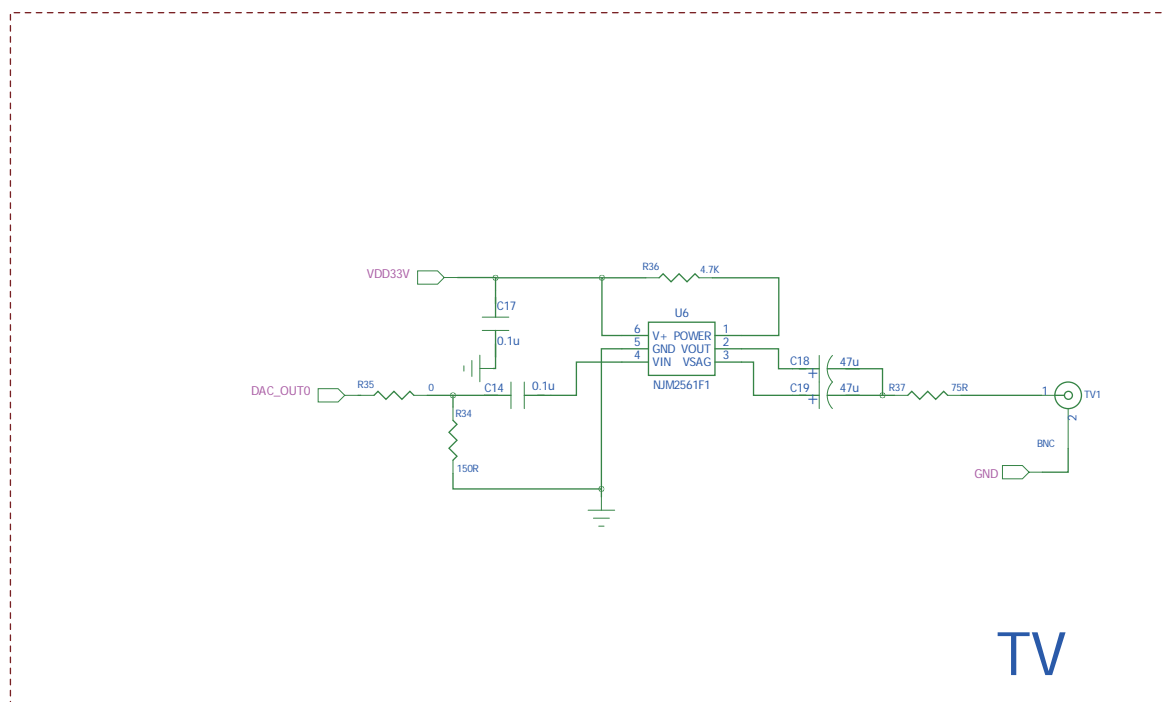 R36 4.7K
VDD33V
C17
U6
6 V+ POWER 1
5 GND VOUT 2
4 VIN VSAG 3
0.1u
NJM2561F1
C18 47u
+
DAC_OUT0 R35 0 C14 0.1u
C19 47u R37 75R 1 TV1
+
R34
2
BNC
150R
GND
TV